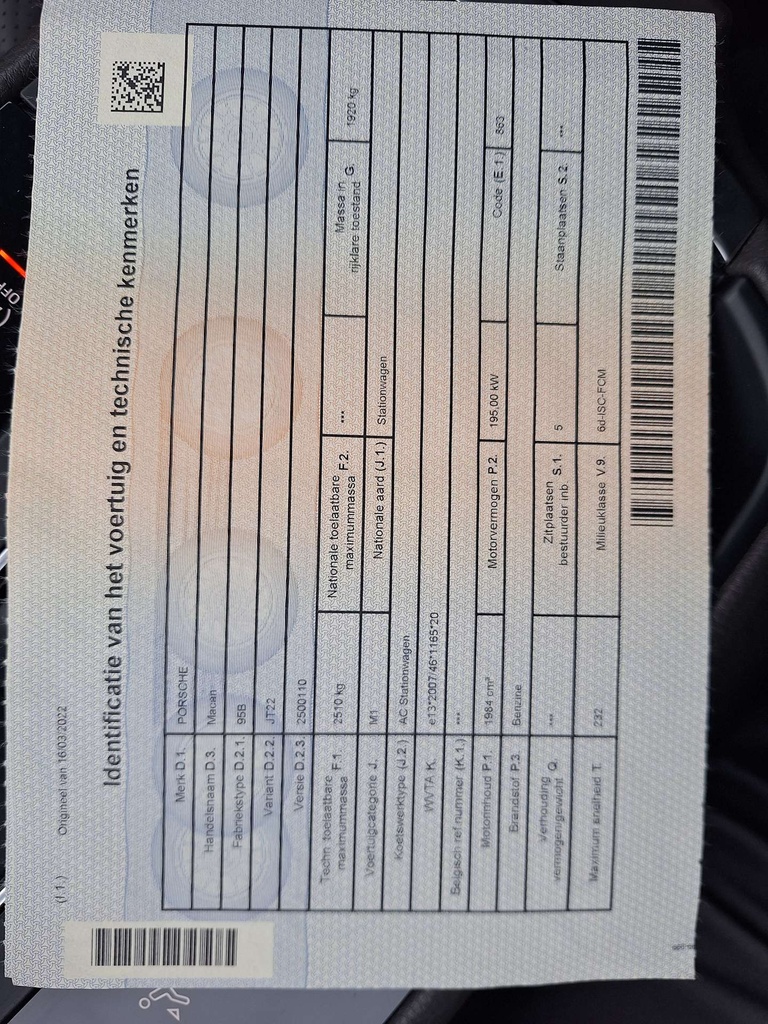 (I 1.) Origineel van 16/03/2022
Identificatie van het voertuig en technische kenmerken
Merk D.1. PORSCHE
Handelsnaam D.3. Macan
Fabriekstype D.2.1. 95B
Variant D.2.2. JT22
Versie D.2.3. 2500110
Techn toelaatbare maximummassa F.1. 2510 kg Nationale toelaatbare maximummassa F.2. *** Massa in rijklare toestand G. 1920 kg
Voertuigcategorie J. M1 Nationale aard (J.1.) Stationwagen
Koetswerktype (J.2.) AC Stationwagen
WVTA K. e13*2007/46*1165*20
Belgisch ref.nummer (K.1.) ***
Motorinhoud P.1. 1984 cm³ Motorvermogen P.2. 195,00 kW Code (E.1.) 863
Brandstof P.3 Benzine
Verhouding vermogen/gewicht Q. *** Zitplaatsen bestuurder inb. S.1. 5 Staanplaatsen S.2. ***
Maximum snelheid T. 232 Milieuklasse V.9. 6d-ISC-FCM
OFF